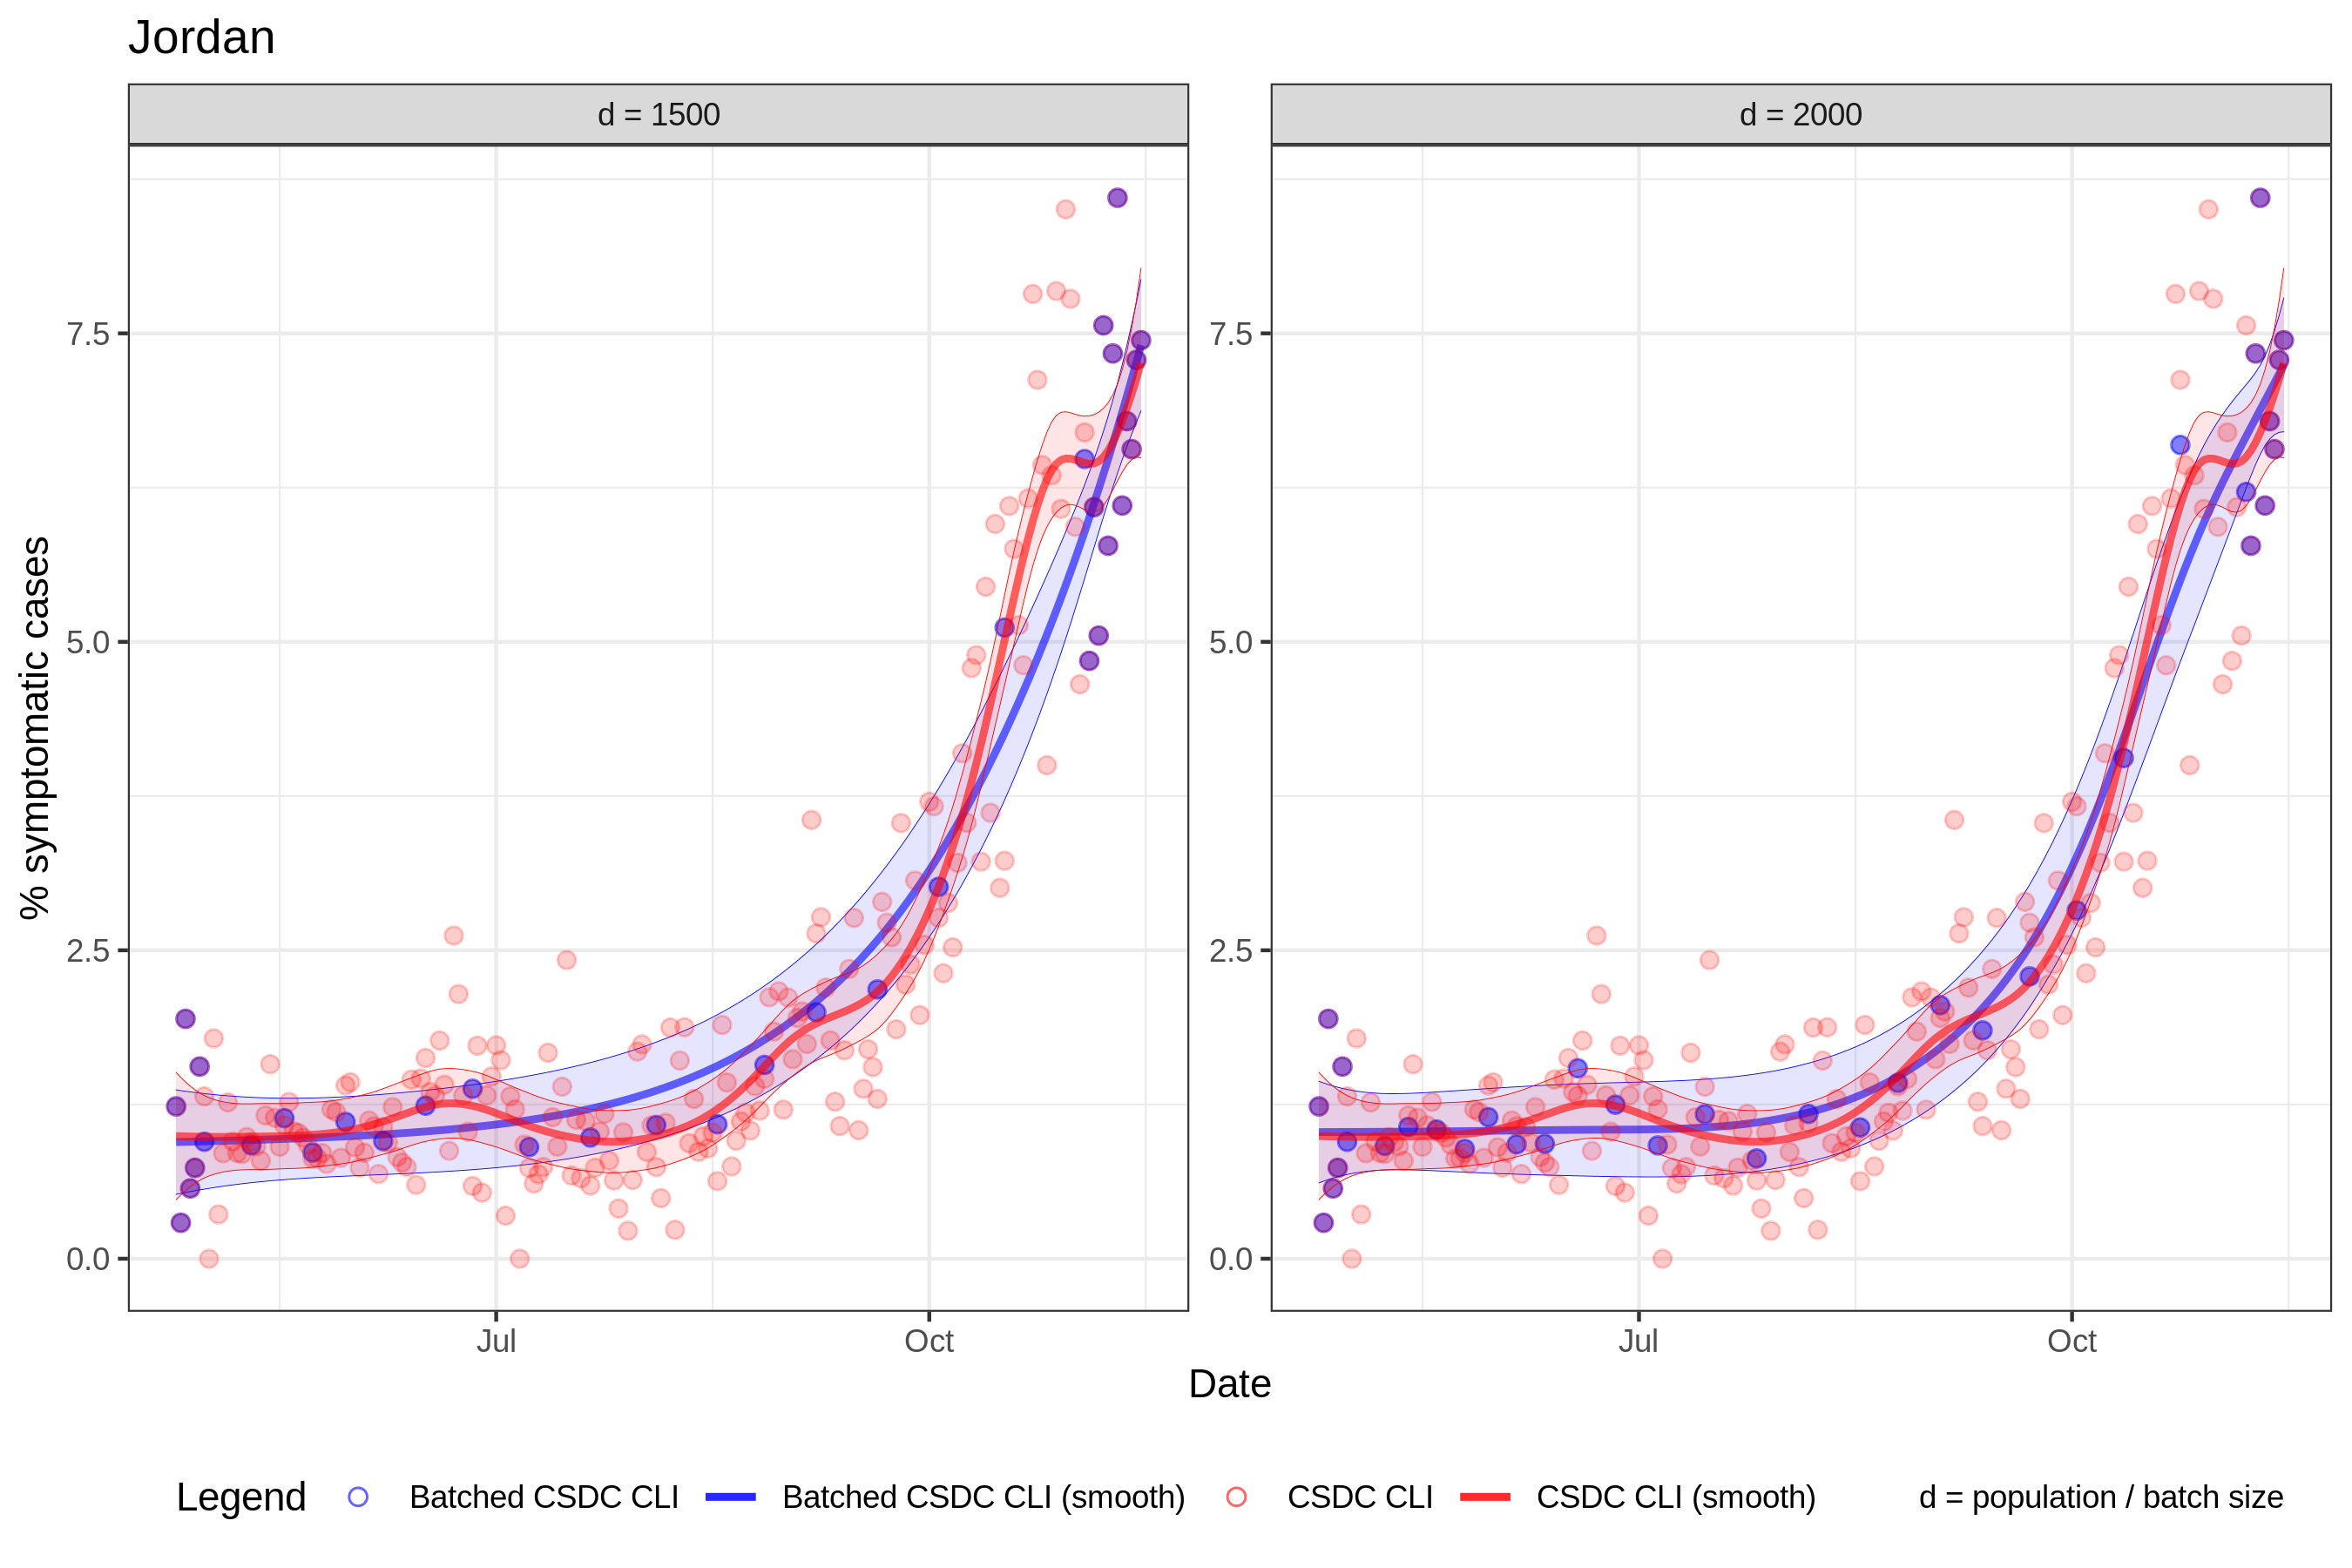 Jordan
d = 1500
d = 2000
% symptomatic cases
7.5
5.0
2.5
0.0
7.5
5.0
2.5
0.0
Jul
Oct
Jul
Oct
Date
Legend
Batched CSDC CLI
Batched CSDC CLI (smooth)
CSDC CLI
CSDC CLI (smooth)
d = population / batch size